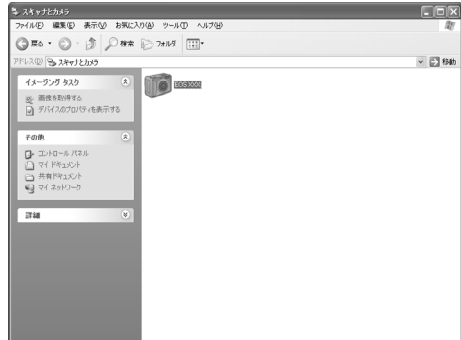 スキャナとカメラ
ファイル(F) 編集(E) 表示(V) お気に入り(A) ツール(T) ヘルプ(H)
戻る 検索 フォルダ
アドレス(D) スキャナとカメラ 移動
イメージング タスク
画像を取得する
デバイスのプロパティを表示する
その他
コントロール パネル
マイ ドキュメント
共有ドキュメント
マイ ネットワーク
詳細